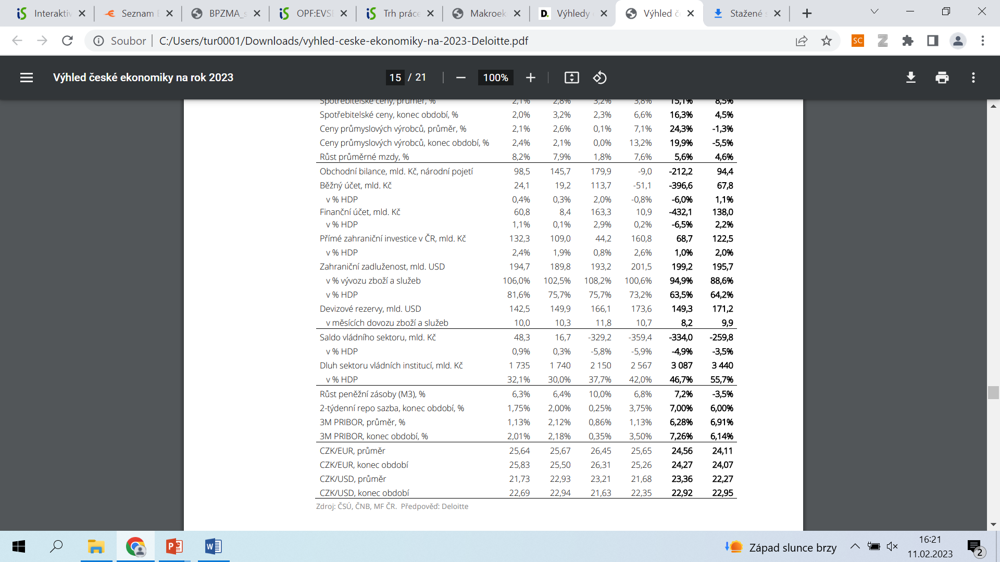 Interaktiv
Seznam
BPZMA_s
OPF:EVS
Trh práce
Makroek
D. Výhledy
Výhled č
Stažené s
Soubor C:/Users/tur0001/Downloads/vyhled-ceske-ekonomiky-na-2023-Deloitte.pdf SC Z
Výhled české ekonomiky na rok 2023 15 / 21 100%
Spotřebitelské ceny, průměr, % 2,1% 2,8% 3,2% 3,8% 15,1% 8,5%
Spotřebitelské ceny, konec období, % 2,0% 3,2% 2,3% 6,6% 16,3% 4,5%
Ceny průmyslových výrobců, průměr, % 2,1% 2,6% 0,1% 7,1% 24,3% -1,3%
Ceny průmyslových výrobců, konec období, % 2,4% 2,1% 0,0% 13,2% 19,9% -5,5%
Růst průměrné mzdy, % 8,2% 7,9% 1,8% 7,6% 5,6% 4,6%
Obchodní bilance, mld. Kč, národní pojetí 98,5 145,7 179,9 -9,0 -212,2 94,4
Běžný účet, mld. Kč 24,1 19,2 113,7 -51,1 -396,6 67,8
v % HDP 0,4% 0,3% 2,0% -0,8% -6,0% 1,1%
Finanční účet, mld. Kč 60,8 8,4 163,3 10,9 -432,1 138,0
v % HDP 1,1% 0,1% 2,9% 0,2% -6,5% 2,2%
Přímé zahraniční investice v ČR, mld. Kč 132,3 109,0 44,2 160,8 68,7 122,5
v % HDP 2,4% 1,9% 0,8% 2,6% 1,0% 2,0%
Zahraniční zadluženost, mld. USD 194,7 189,8 193,2 201,5 199,2 195,7
v % vývozu zboží a služeb 106,0% 102,5% 108,2% 100,6% 94,9% 88,6%
v % HDP 81,6% 75,7% 75,7% 73,2% 63,5% 64,2%
Devizové rezervy, mld. USD 142,5 149,9 166,1 173,6 149,3 171,2
v měsících dovozu zboží a služeb 10,0 10,3 11,8 10,7 8,2 9,9
Saldo vládního sektoru, mld. Kč 48,3 16,7 -329,2 -359,4 -334,0 -259,8
v % HDP 0,9% 0,3% -5,8% -5,9% -4,9% -3,5%
Dluh sektoru vládních institucí, mld. Kč 1 735 1 740 2 150 2 567 3 087 3 440
v % HDP 32,1% 30,0% 37,7% 42,0% 46,7% 55,7%
Růst peněžní zásoby (M3), % 6,3% 6,4% 10,0% 6,8% 7,2% -3,5%
2-týdenní repo sazba, konec období, % 1,75% 2,00% 0,25% 3,75% 7,00% 6,00%
3M PRIBOR, průměr, % 1,13% 2,12% 0,86% 1,13% 6,28% 6,91%
3M PRIBOR, konec období, % 2,01% 2,18% 0,35% 3,50% 7,26% 6,14%
CZK/EUR, průměr 25,64 25,67 26,45 25,65 24,56 24,11
CZK/EUR, konec období 25,83 25,50 26,31 25,26 24,27 24,07
CZK/USD, průměr 21,73 22,93 23,21 21,68 23,36 22,27
CZK/USD, konec období 22,69 22,94 21,63 22,35 22,92 22,95
Zdroj: ČSÚ, ČNB, MF ČR. Předpověď: Deloitte
Západ slunce brzy
16:21
11.02.2023
2